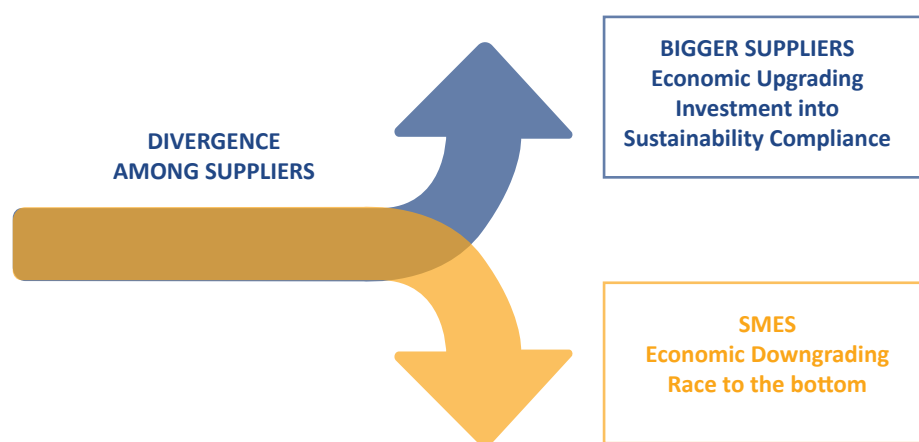 DIVERGENCE
AMONG SUPPLIERS
BIGGER SUPPLIERS
Economic Upgrading
Investment into
Sustainability Compliance
SMES
Economic Downgrading
Race to the bottom